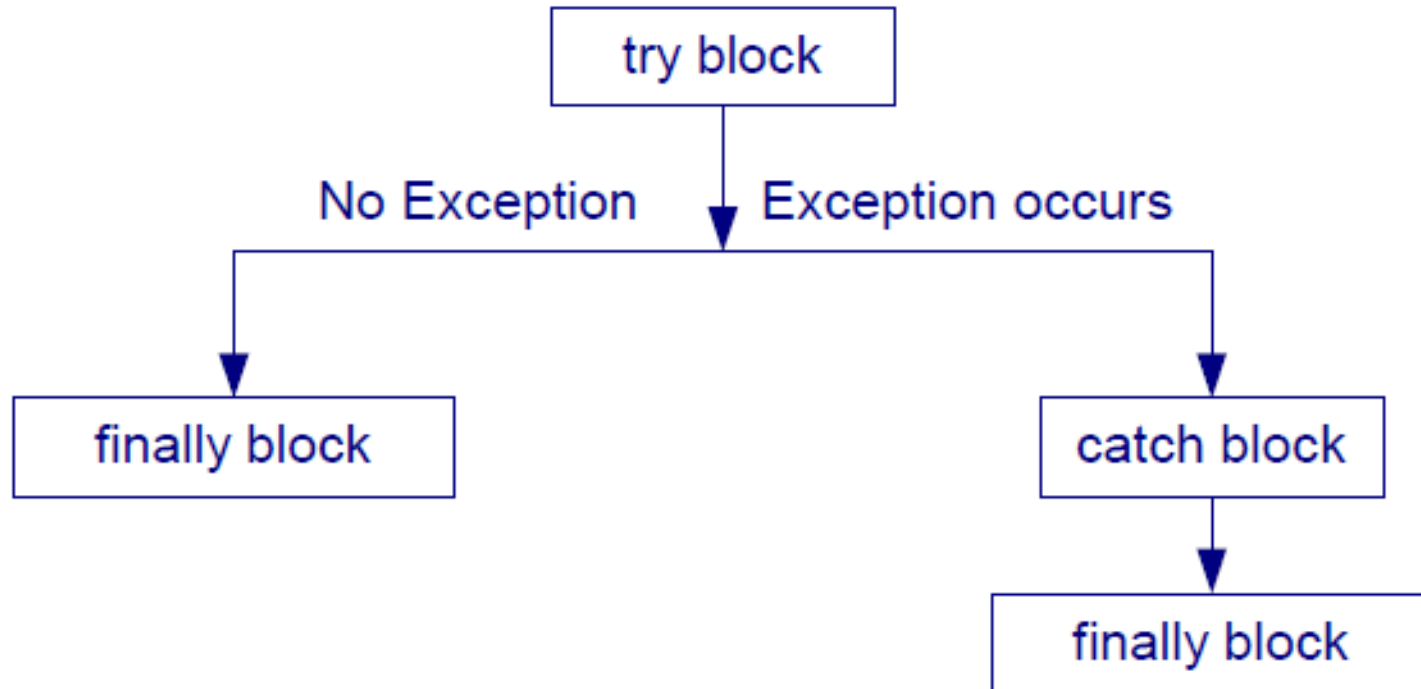 try block
No Exception
Exception occurs
finally block
catch block
finally block